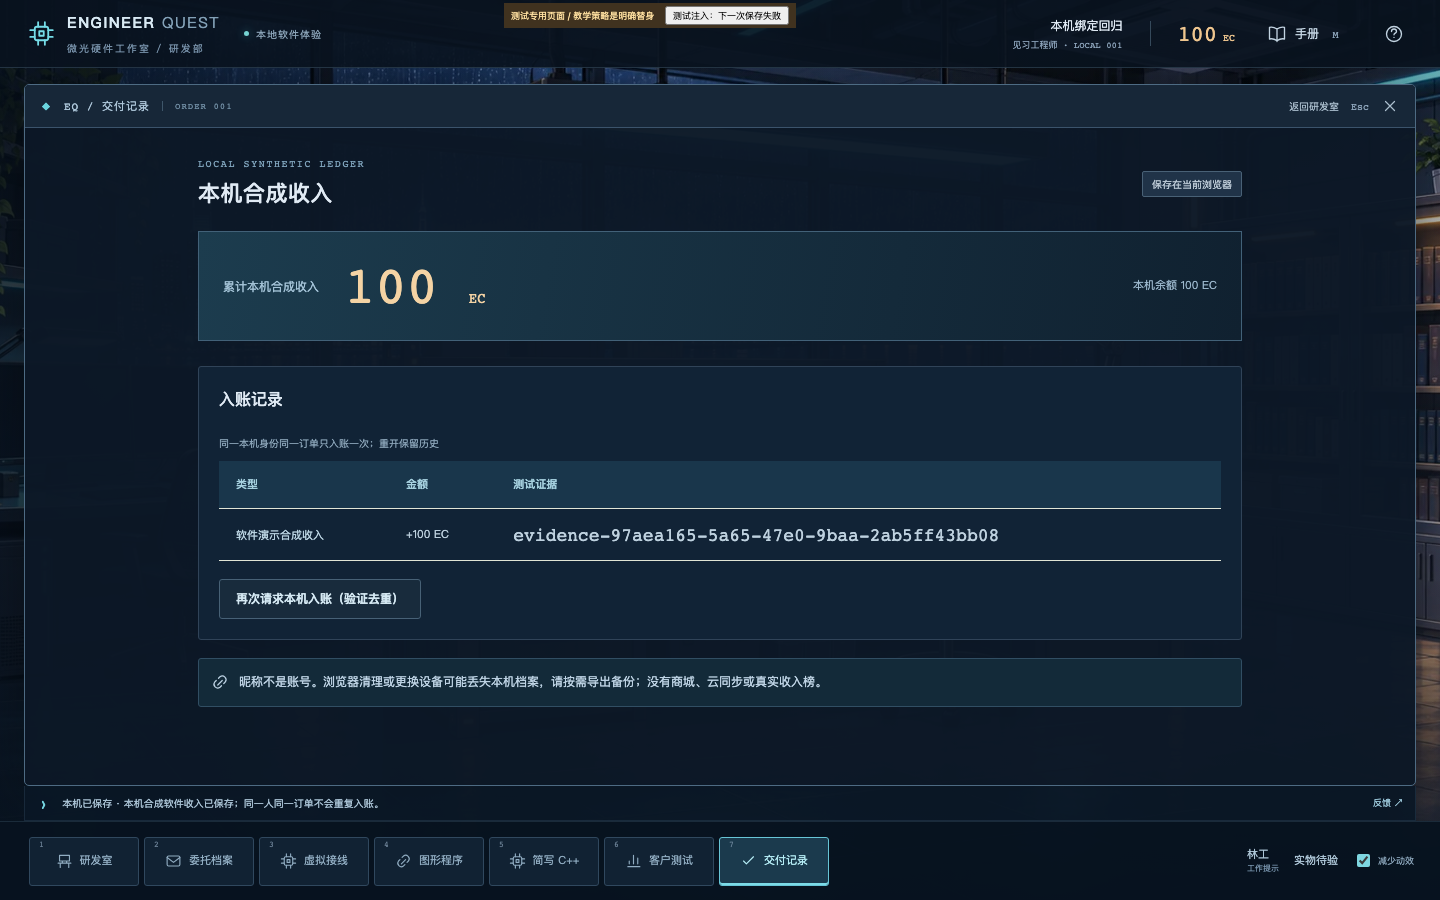 ENGINEER QUEST
微光硬件工作室 / 研发部
本地软件体验
测试专用页面 / 教学策略是明确替身
测试注入：下一次保存失败
本机绑定回归
见习工程师 · LOCAL 001
100 EC
手册 M
EQ / 交付记录
ORDER 001
返回研发室 Esc
LOCAL SYNTHETIC LEDGER
本机合成收入
保存在当前浏览器
累计本机合成收入 100 EC
本机余额 100 EC
入账记录
同一本机身份同一订单只入账一次；重开保留历史
类型 金额 测试证据
软件演示合成收入 +100 EC evidence-97aea165-5a65-47e0-9baa-2ab5ff43bb08
再次请求本机入账（验证去重）
昵称不是账号。浏览器清理或更换设备可能丢失本机档案，请按需导出备份；没有商城、云同步或真实收入榜。
本机已保存 · 本机合成软件收入已保存；同一人同一订单不会重复入账。
反馈 ↗
1 研发室
2 委托档案
3 虚拟接线
4 图形程序
5 简写 C++
6 客户测试
7 交付记录
林工
工作提示
实物待验
减少动效